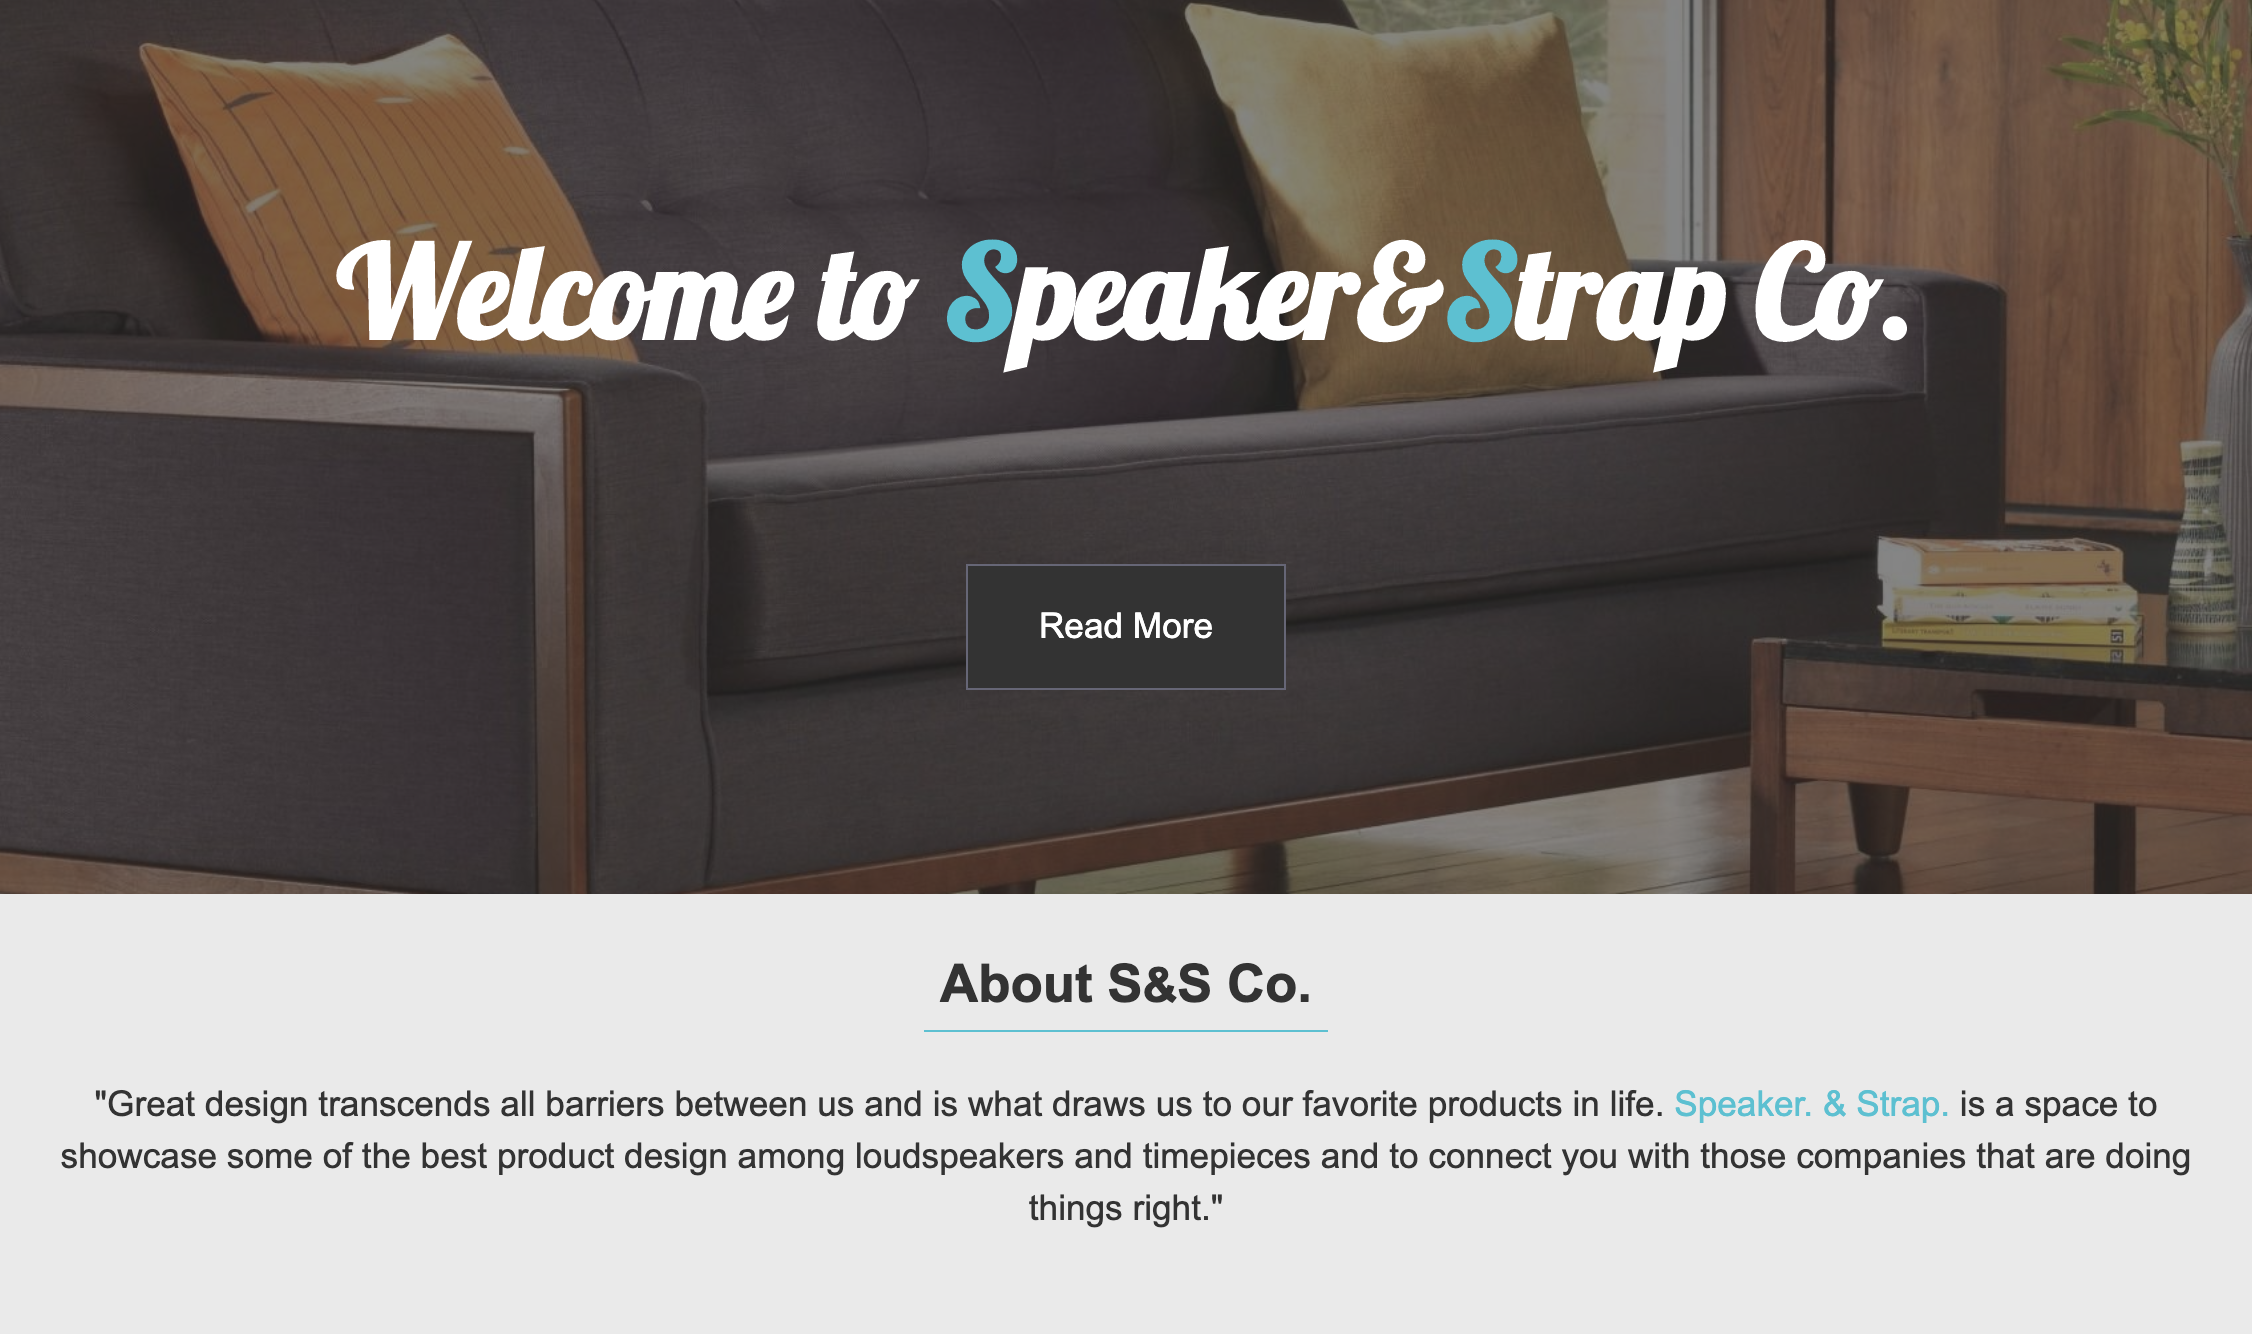 Welcome to Speaker&Strap Co.
Read More
About S&S Co.
"Great design transcends all barriers between us and is what draws us to our favorite products in life. Speaker. & Strap. is a space to
showcase some of the best product design among loudspeakers and timepieces and to connect you with those companies that are doing
things right."